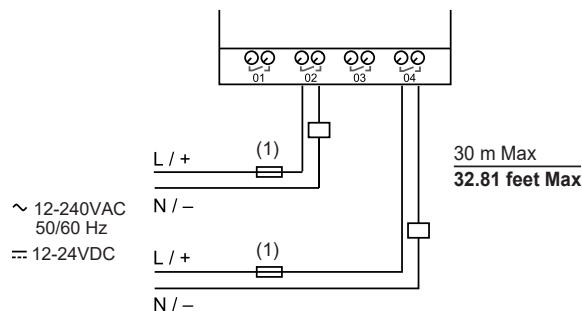 01 02 03 04
L / +
(1)
N / –
30 m Max
32.81 feet Max
~ 12-240VAC
50/60 Hz
⎓ 12-24VDC
L / +
(1)
N / –